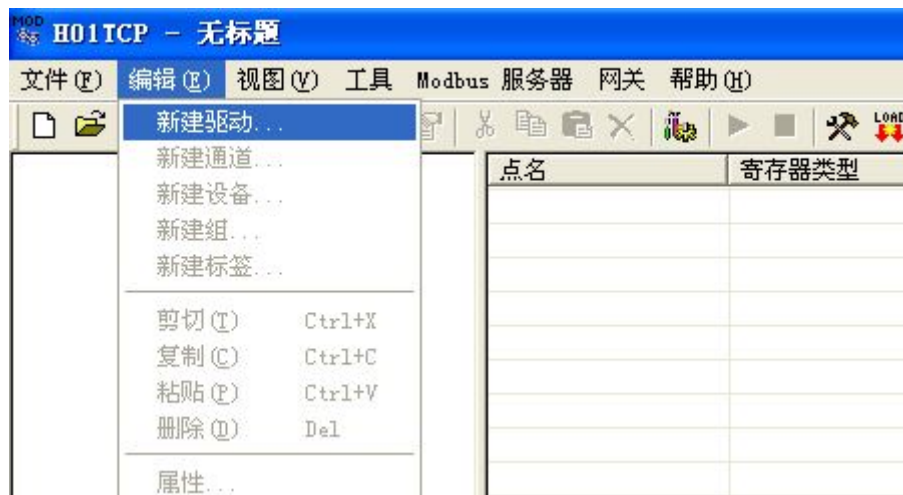 MOD
H01TCP - 无标题
文件(F) 编辑(E) 视图(V) 工具 Modbus 服务器 网关 帮助(H)
LOAD
新建驱动...
新建通道...
新建设备...
新建组...
新建标签...
剪切(T) Ctrl+X
复制(C) Ctrl+C
粘贴(P) Ctrl+V
删除(D) Del
属性...
点名 寄存器类型